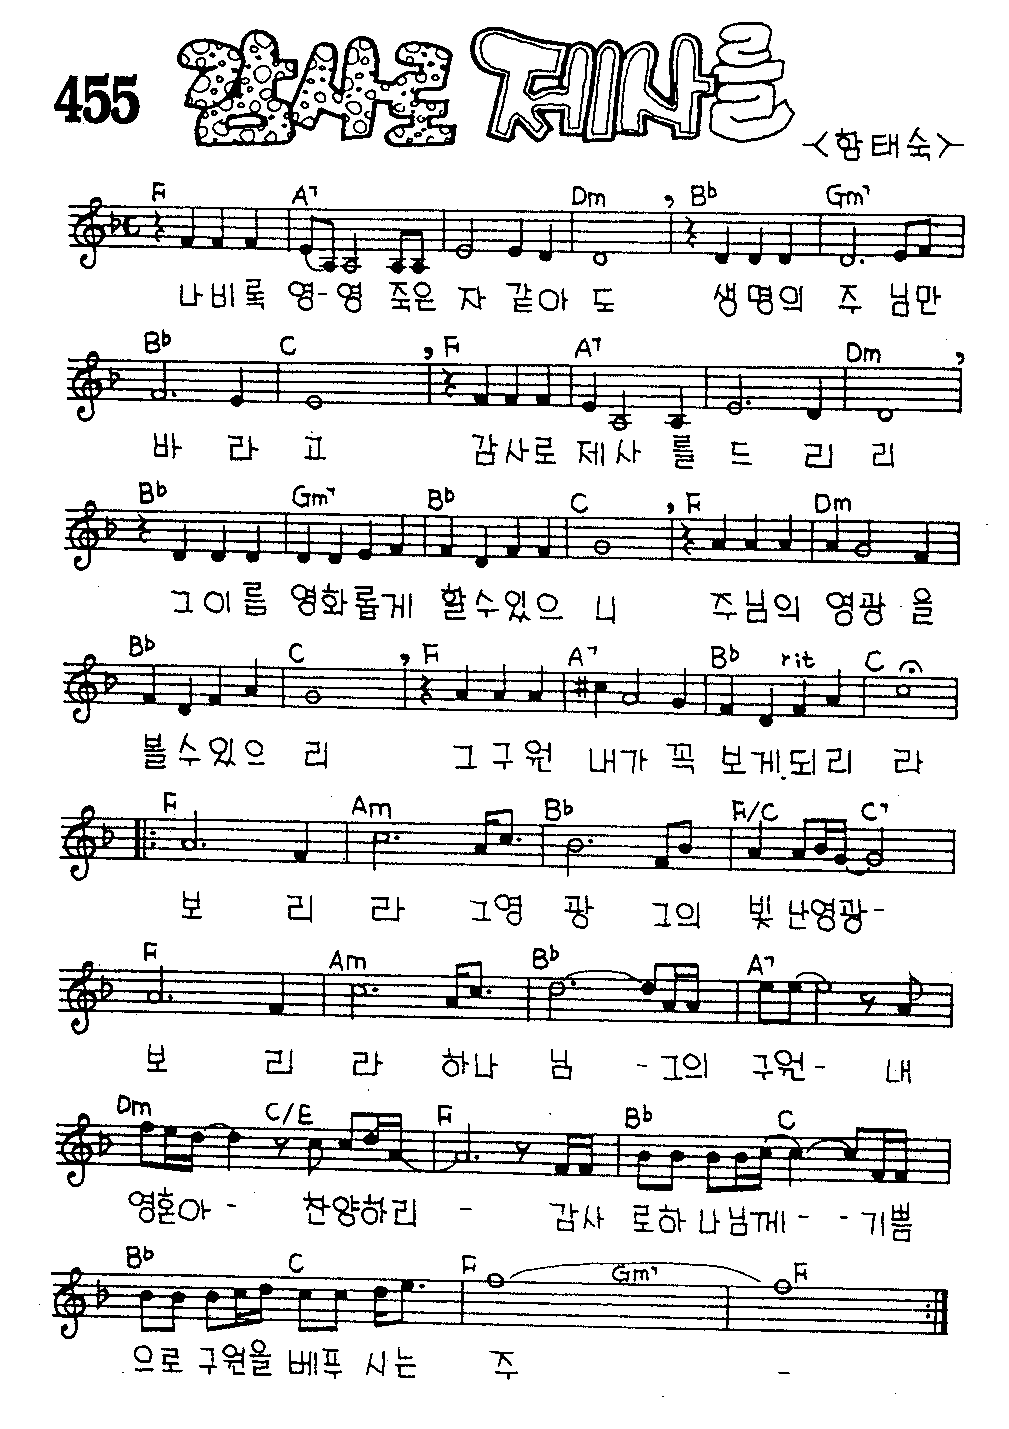 455 감사로 제사를
<황태숙>
F A7 Dm Bb Gm7
나비록 영-영 죽은 자 같아 도 생명의 주 님만
Bb C F A7 Dm
바 라 고 감사로 제사 를 드 리 리
Bb Gm7 Bb C F Dm
그이름 영화롭게 할수있으 니 주님의 영광 을
Bb C F A7 Bb rit C
볼수있으 리 그구원 내가 꼭 보게.되리 라
F Am Bb F/C C7
보 리 라 그영 광 그의 빛난영광-
F Am Bb A7
보 리 라 하나 님 -그의 구원- 내
Dm C/E F Bb C
영혼아- 찬양하리 - 감사 로하나님께- -기쁨
Bb C F Gm7 F
으로 구원을 베푸 시는 주 -